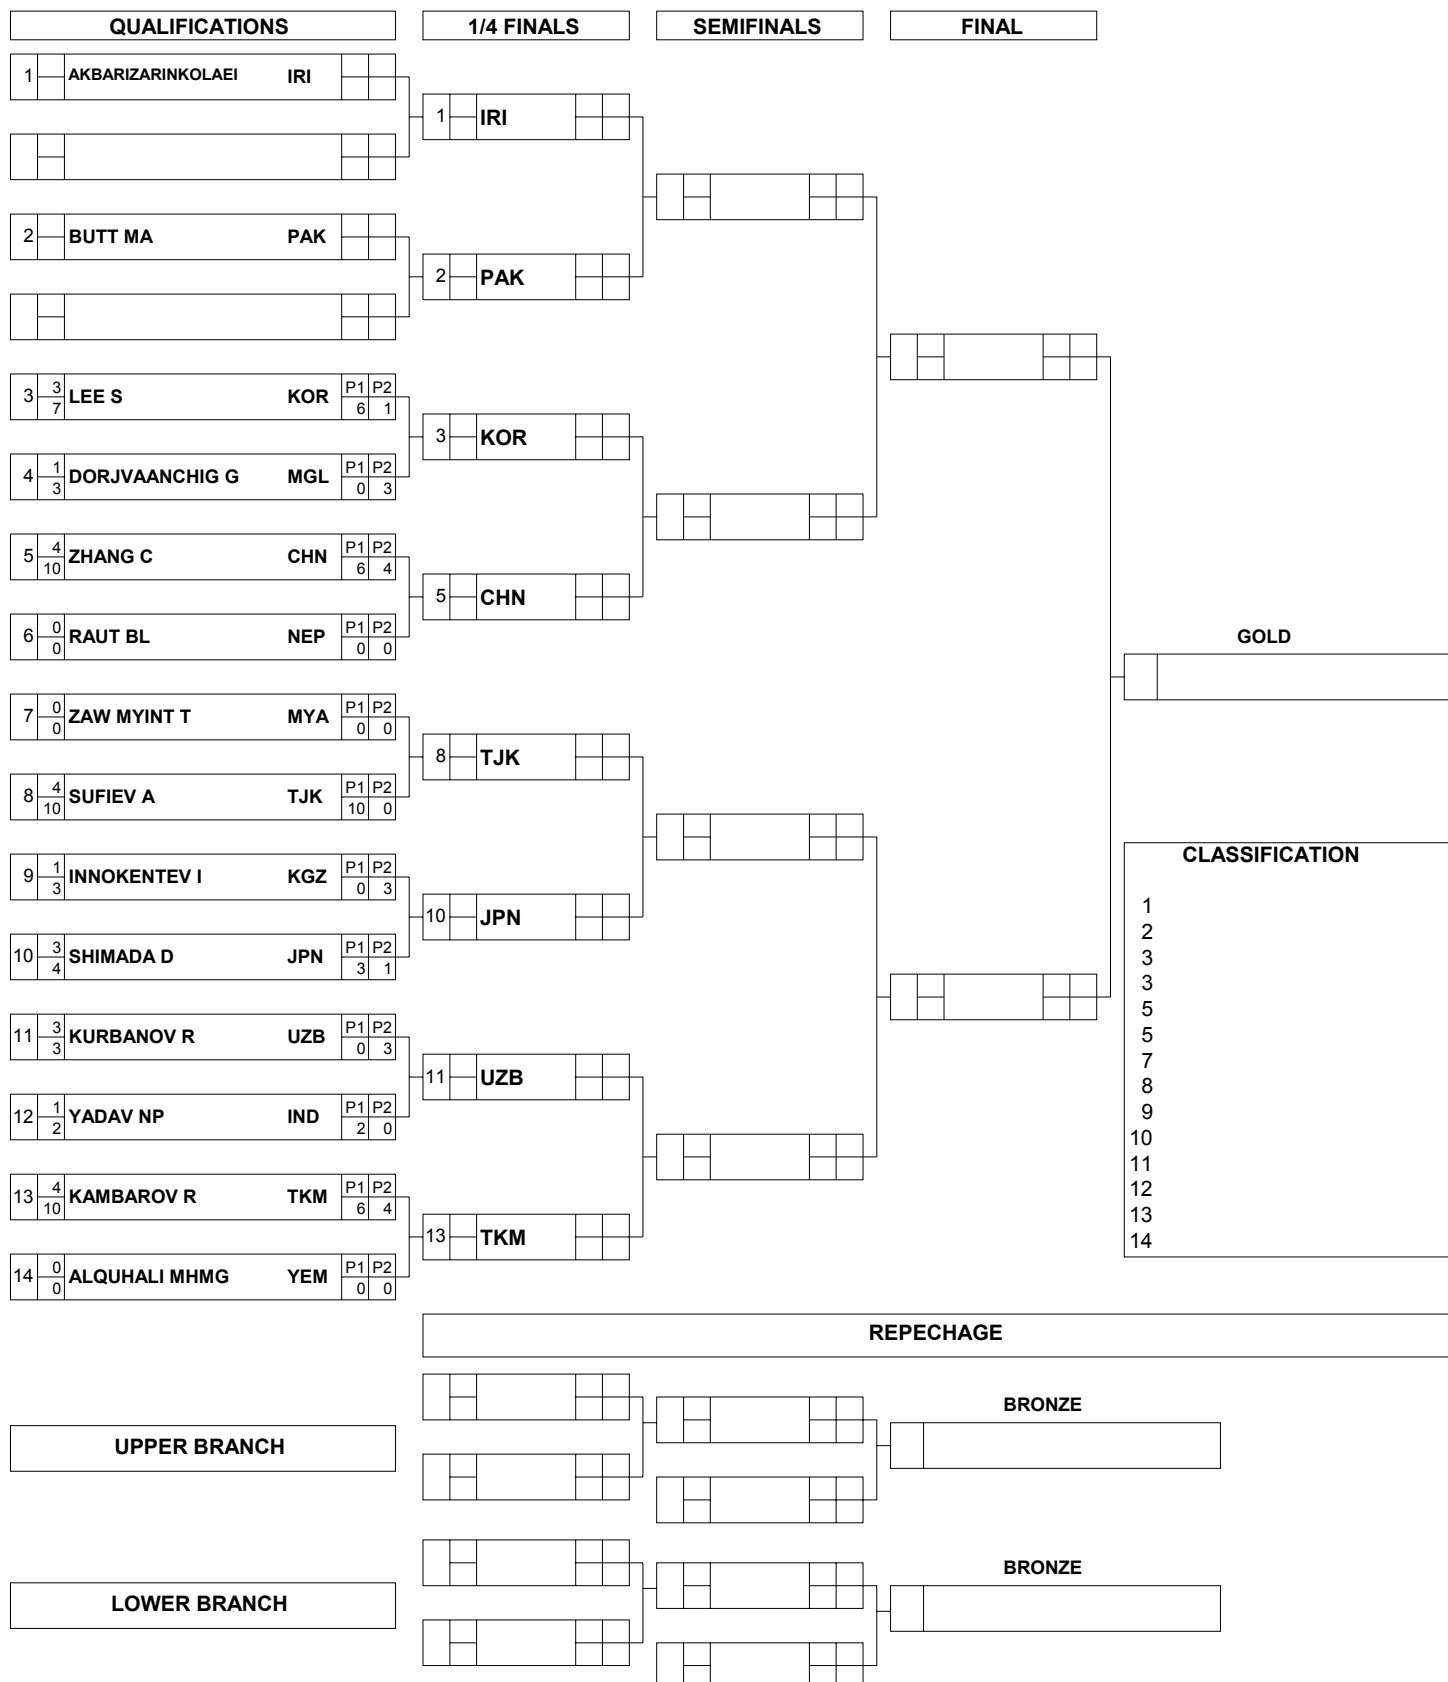 QUALIFICATIONS 1/4 FINALS SEMIFINALS FINAL
1 AKBARIZARINKOLAEI IRI
1 IRI
2 BUTT MA PAK
2 PAK
3 3 7 LEE S KOR P1 P2 6 1
3 KOR
4 1 3 DORJVAANCHIG G MGL P1 P2 0 3
5 4 10 ZHANG C CHN P1 P2 6 4
5 CHN
6 0 0 RAUT BL NEP P1 P2 0 0
GOLD
7 0 0 ZAW MYINT T MYA P1 P2 0 0
8 TJK
8 4 10 SUFIEV A TJK P1 P2 10 0
9 1 3 INNOKENTEV I KGZ P1 P2 0 3
10 JPN
10 3 4 SHIMADA D JPN P1 P2 3 1
11 3 3 KURBANOV R UZB P1 P2 0 3
11 UZB
12 1 2 YADAV NP IND P1 P2 2 0
13 4 10 KAMBAROV R TKM P1 P2 6 4
13 TKM
14 0 0 ALQUHALI MHMG YEM P1 P2 0 0
CLASSIFICATION
1
2
3
3
5
5
7
8
9
10
11
12
13
14
REPECHAGE
UPPER BRANCH
BRONZE
LOWER BRANCH
BRONZE